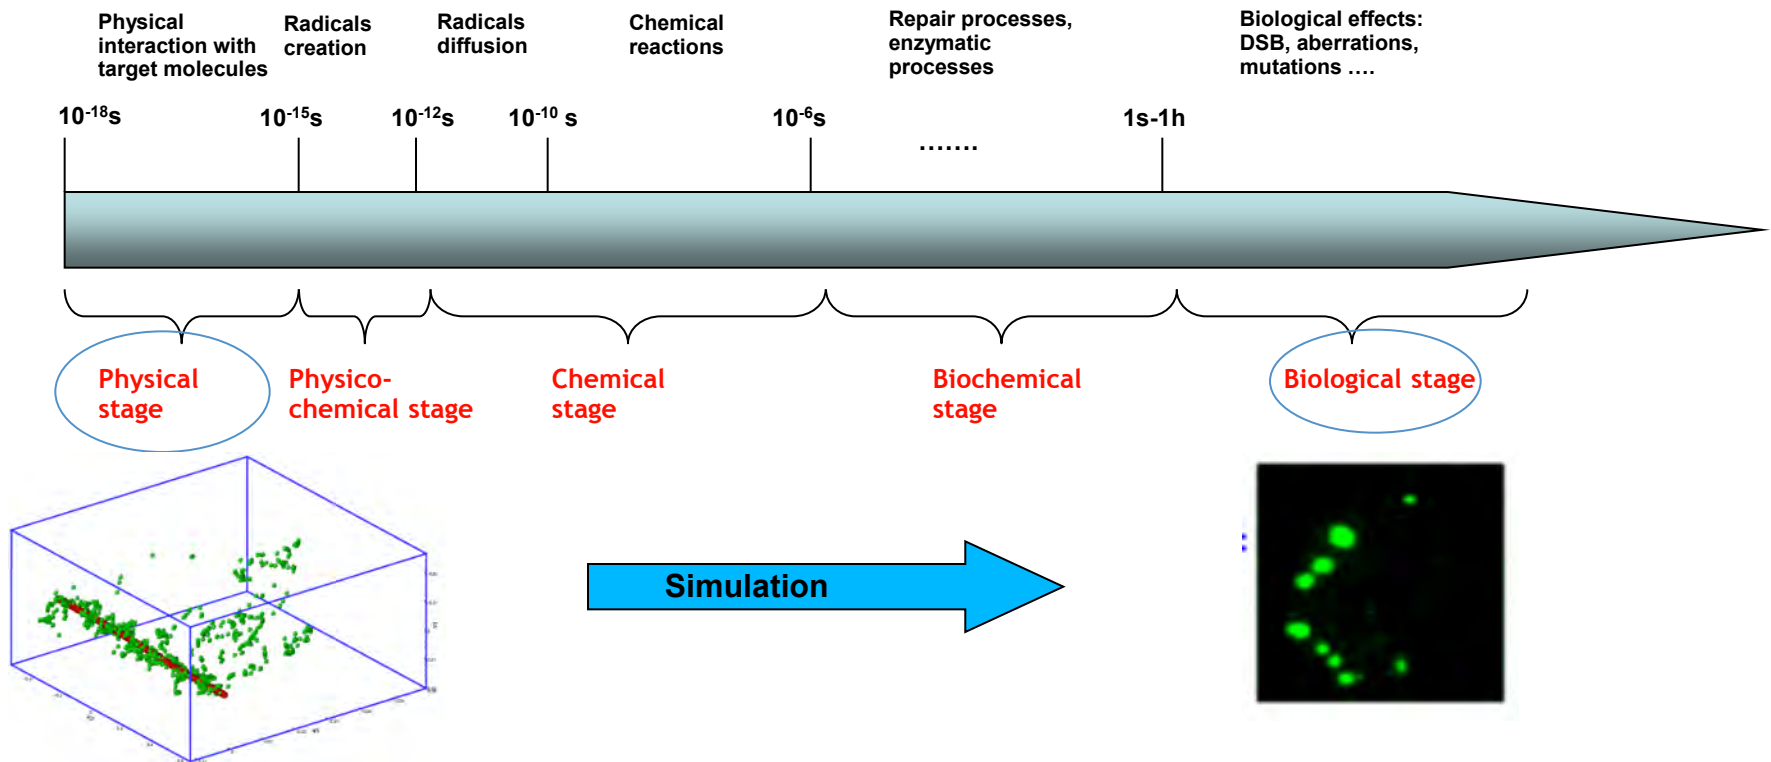 Physical
interaction with
target molecules
Radicals
creation
Radicals
diffusion
Chemical
reactions
Repair processes,
enzymatic
processes
Biological effects:
DSB, aberrations,
mutations ....
10⁻¹⁸s
10⁻¹⁵s
10⁻¹²s
10⁻¹⁰ s
10⁻⁶s
.......
1s-1h
Physical
stage
Physico-
chemical stage
Chemical
stage
Biochemical
stage
Biological stage
Simulation